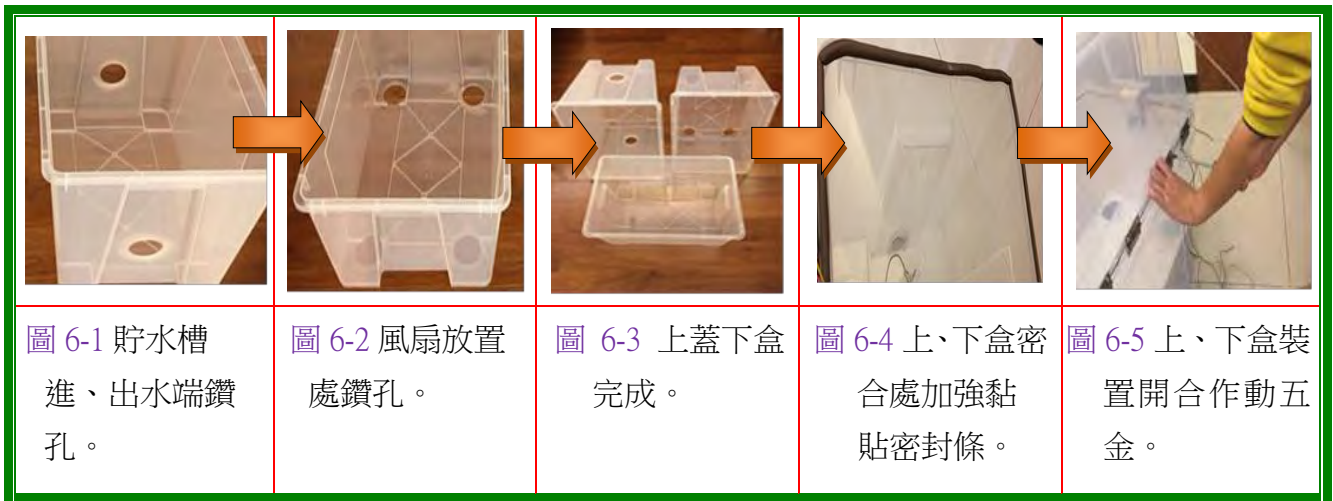 圖 6-1 貯水槽
進、出水端鑽
孔。
圖 6-2 風扇放置
處鑽孔。
圖 6-3 上蓋下盒
完成。
圖 6-4 上、下盒密
合處加強黏
貼密封條。
圖 6-5 上、下盒裝
置開合作動五
金。